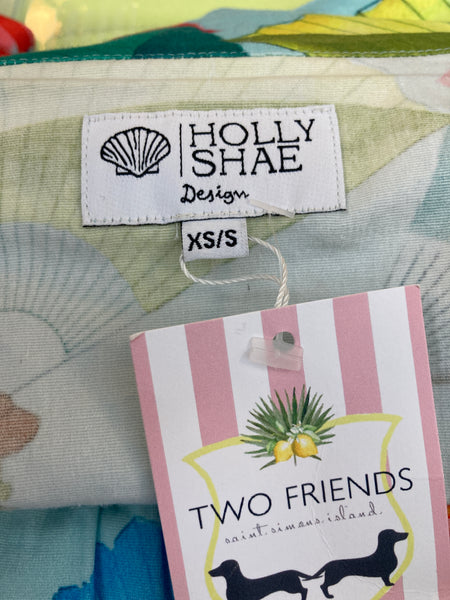 HOLLY
SHAE
Design
XS/S
TWO FRIENDS
saint.simons.island.